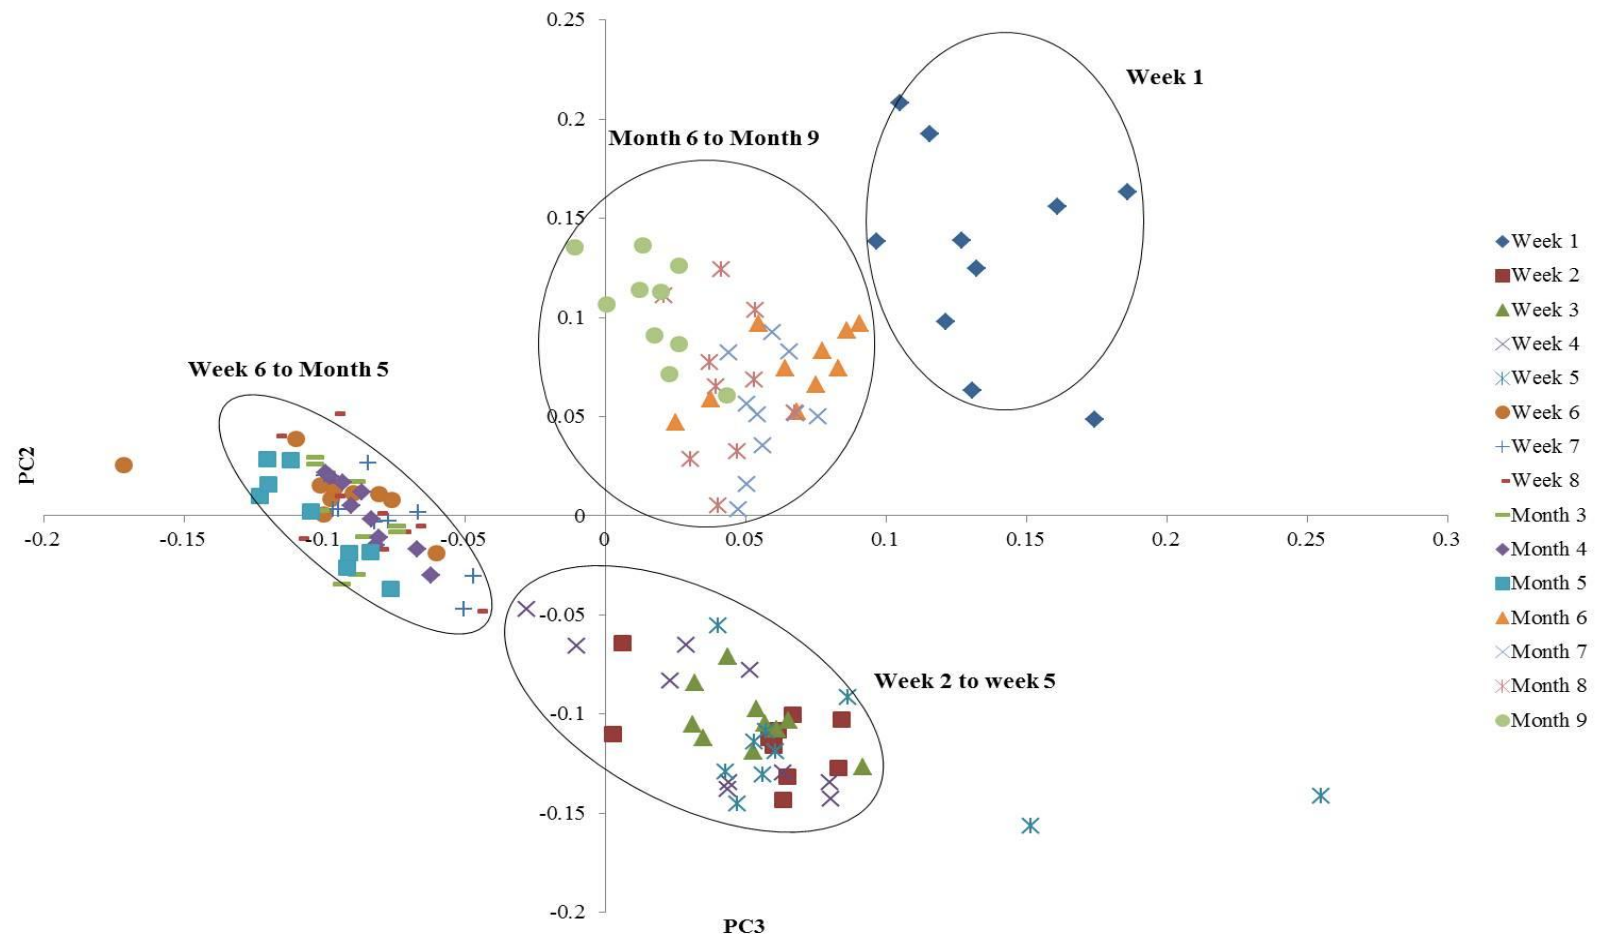 0.25
Week 1
0.2
Month 6 to Month 9
0.15
Week 1
Week 2
0.1
Week 3
Week 4
Week 6 to Month 5
Week 5
0.05
Week 6
PC2
Week 7
Week 8
0
Month 3
-0.2 -0.15 -0.1 -0.05 0 0.05 0.1 0.15 0.2 0.25 0.3
Month 4
Month 5
-0.05
Month 6
Month 7
Week 2 to week 5
Month 8
-0.1
Month 9
-0.15
-0.2
PC3